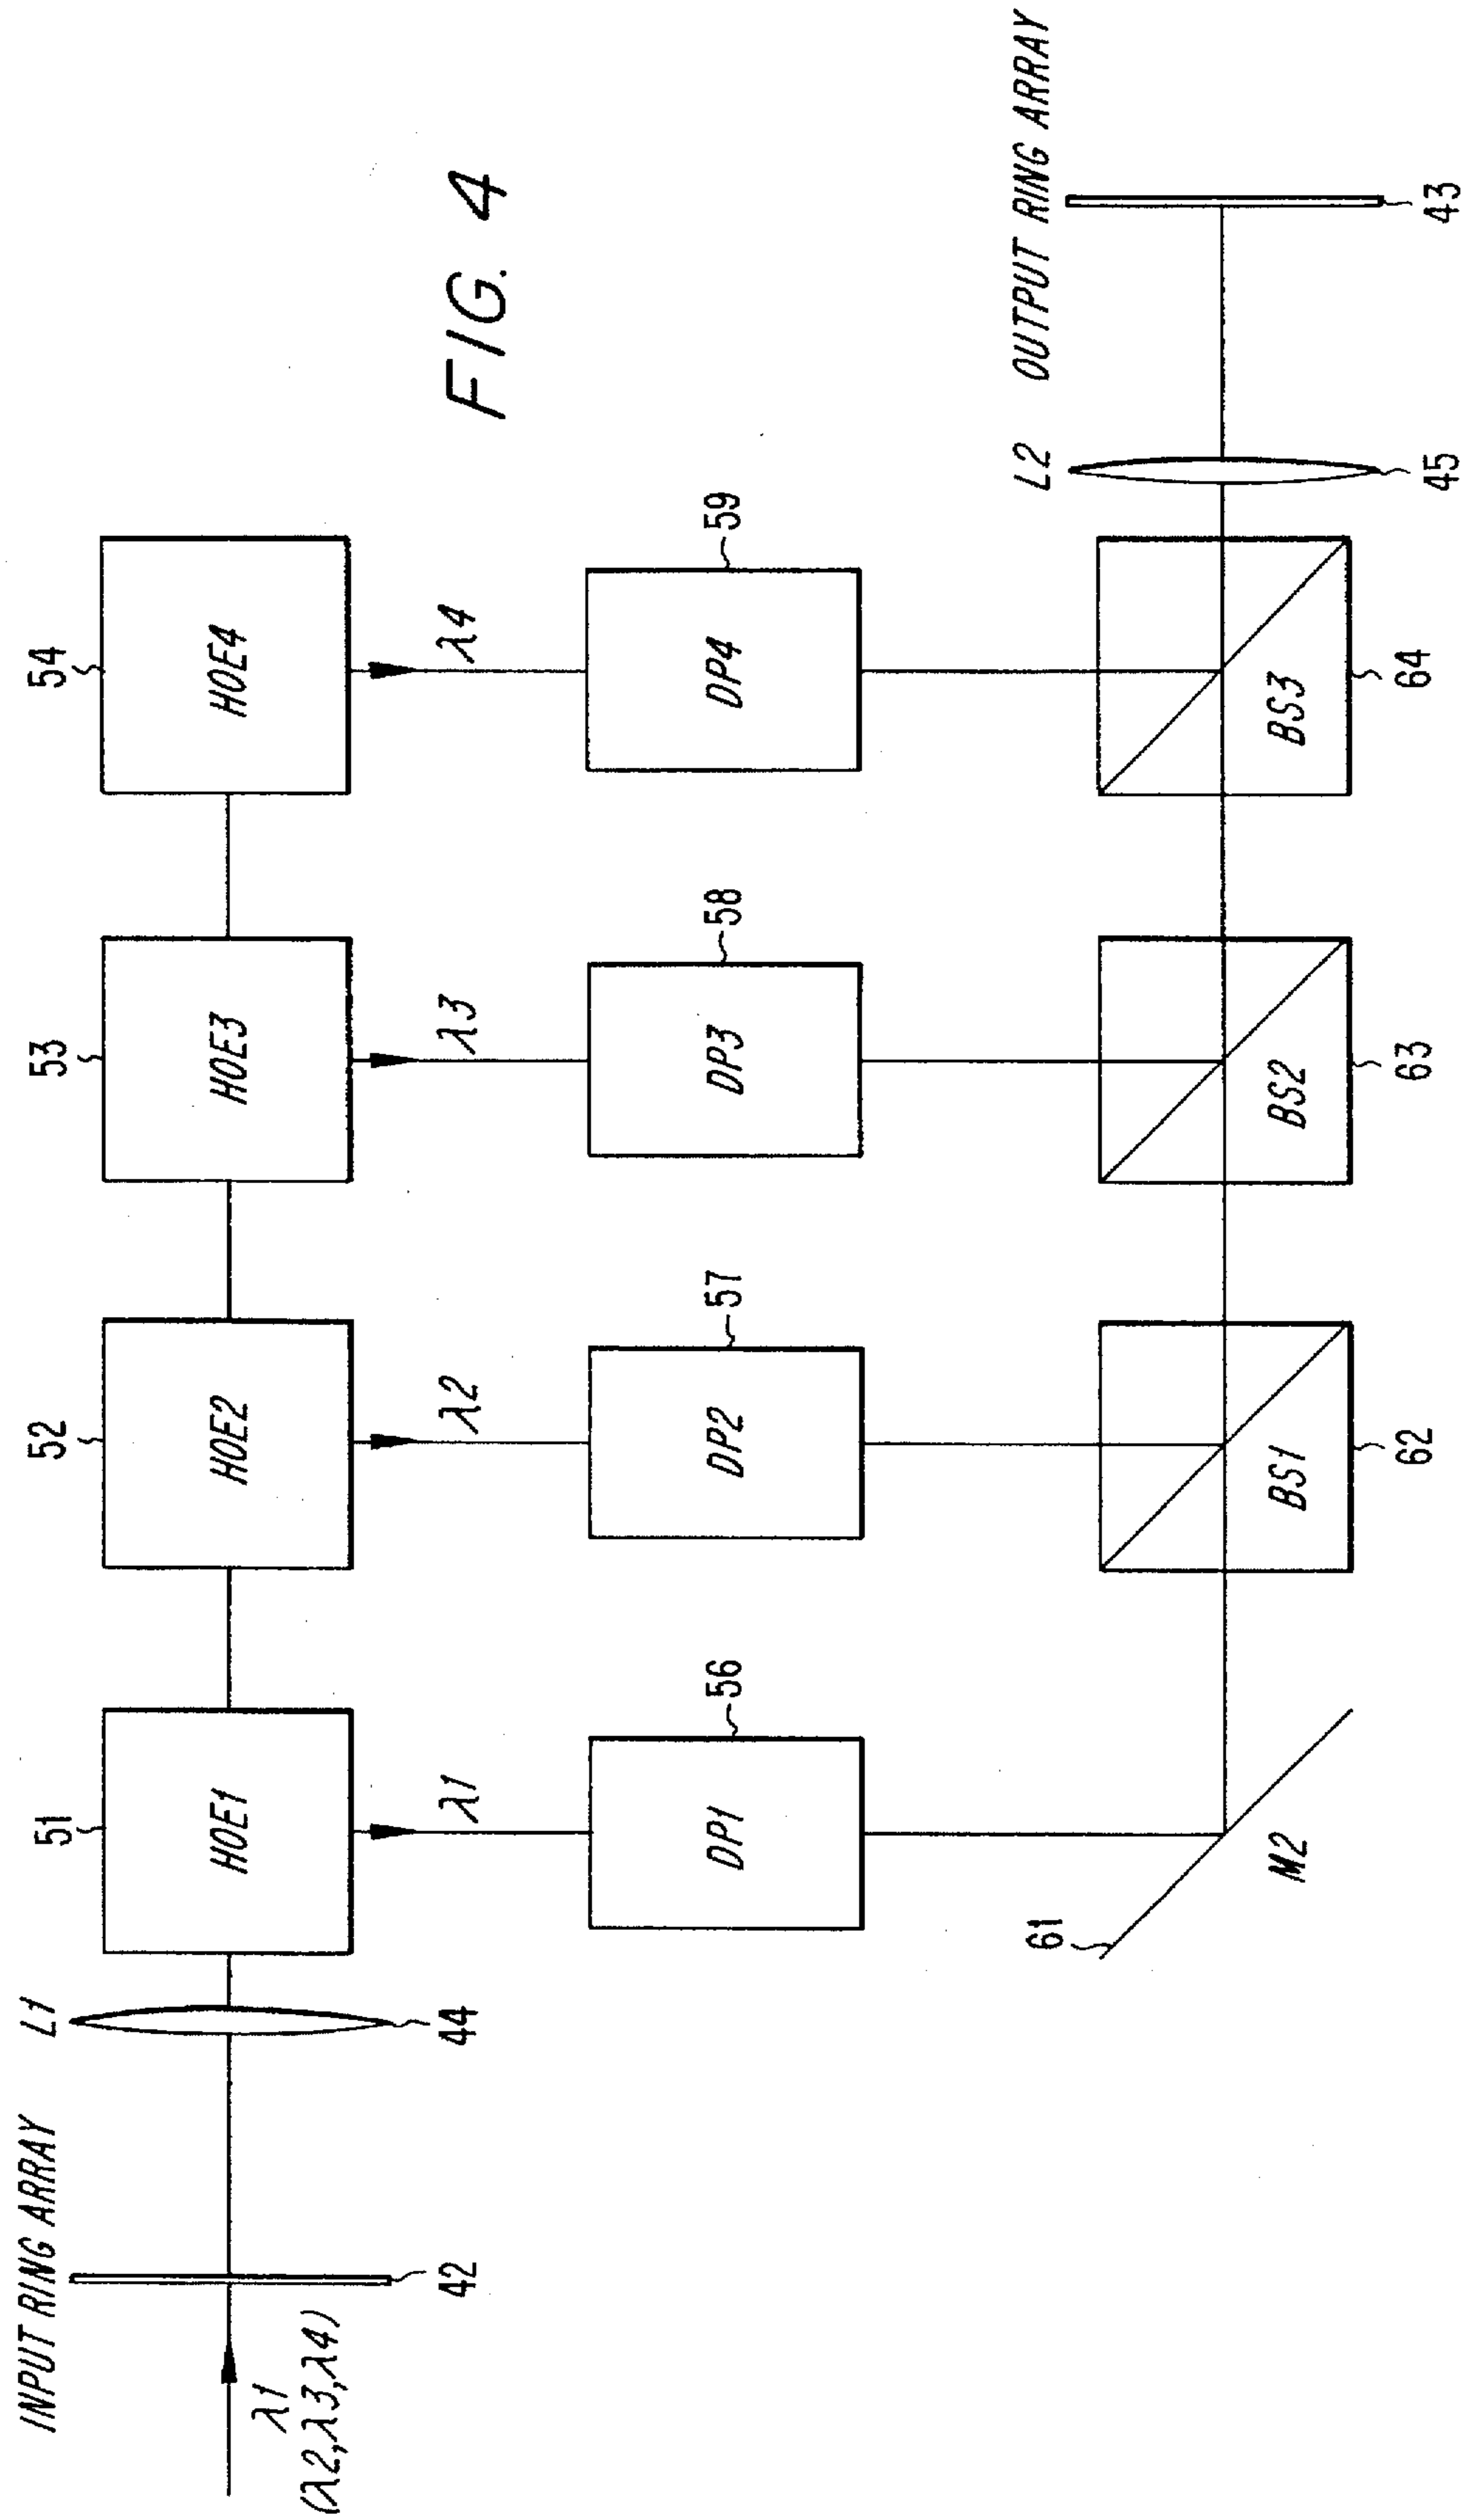 INPUT RING ARRAY
L1
51
52
53
54
HOE1
HOE2
HOE3
HOE4
λ1
(λ2,λ3,λ4)
42
44
λ1
λ2
λ3
λ4
FIG. 4
56
57
58
59
DP1
DP2
DP3
DP4
L2
OUTPUT RING ARRAY
61
M2
BS1
BS2
BS3
62
63
64
45
43